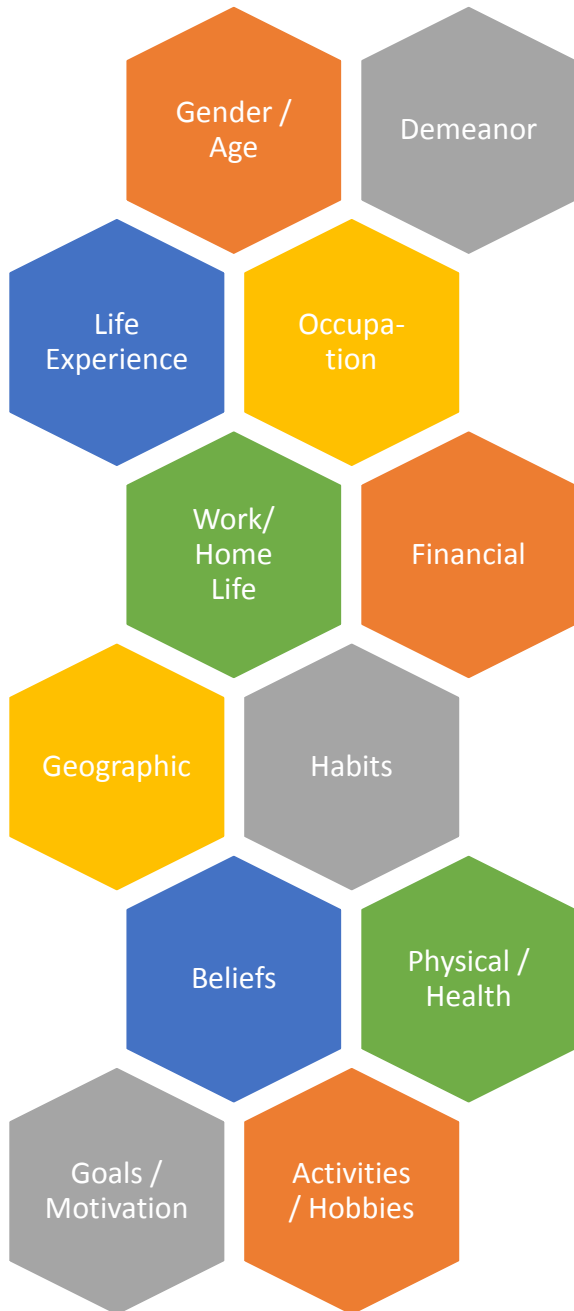 Gender /
Age
Demeanor
Life
Experience
Occupa-
tion
Work/
Home
Life
Financial
Geographic
Habits
Beliefs
Physical /
Health
Goals /
Motivation
Activities
/ Hobbies